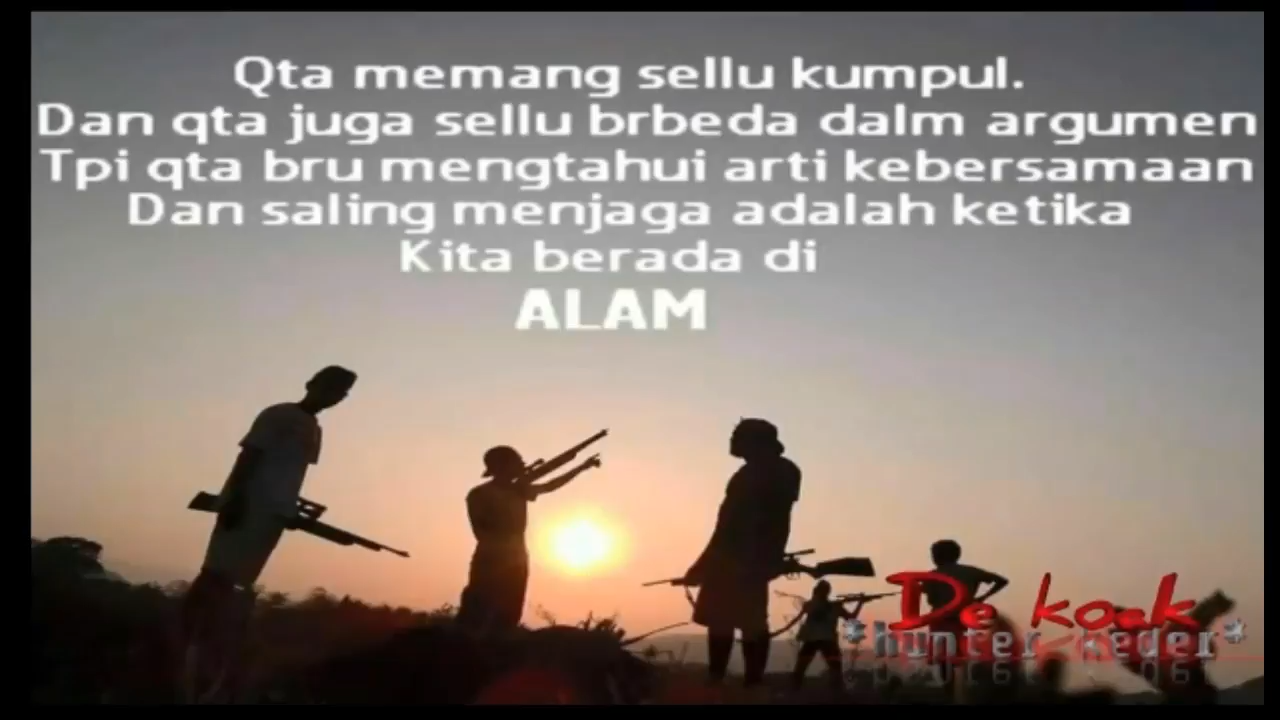 Qta memang sellu kumpul.
Dan qta juga sellu brbeda dalm argumen
Tpi qta bru mengtahui arti kebersamaan
Dan saling menjaga adalah ketika
Kita berada di
ALAM
De koak
*hunter keder*